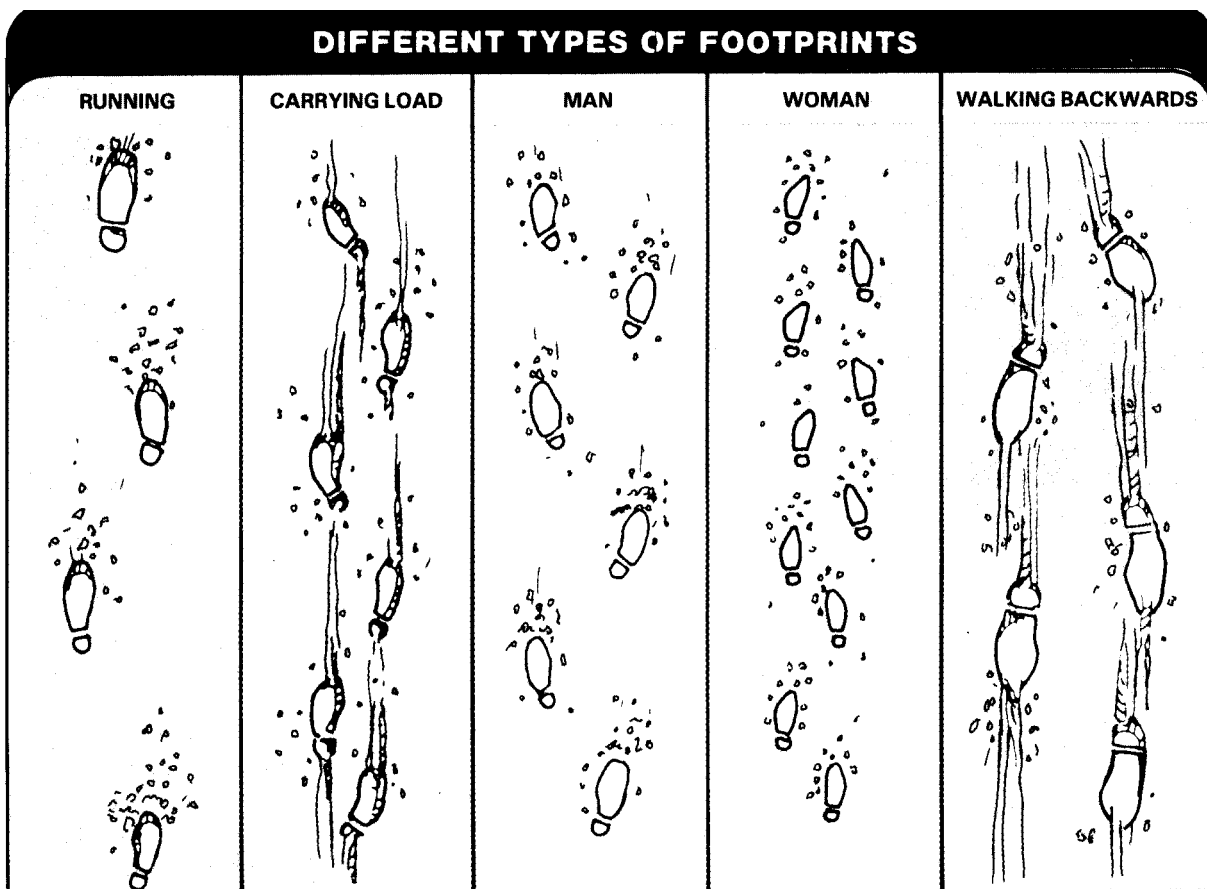 DIFFERENT TYPES OF FOOTPRINTS
RUNNING
CARRYING LOAD
MAN
WOMAN
WALKING BACKWARDS